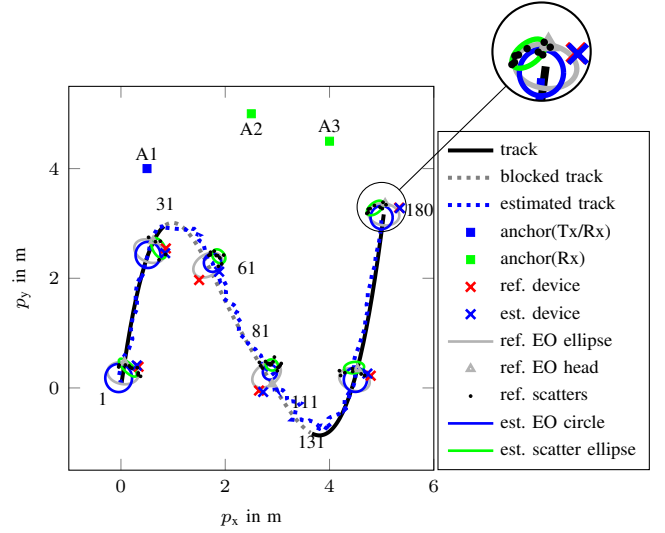 A2
A3
A1
31
180
61
81
111
131
1
4
2
0
0
2
4
6
p_y in m
p_x in m
track
blocked track
estimated track
anchor(Tx/Rx)
anchor(Rx)
ref. device
est. device
ref. EO ellipse
ref. EO head
ref. scatters
est. EO circle
est. scatter ellipse